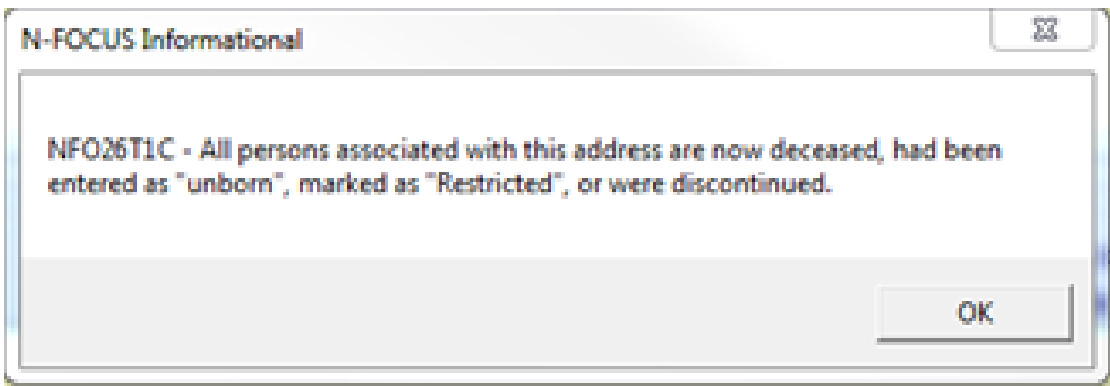 N-FOCUS Informational
NFO26T1C - All persons associated with this address are now deceased, had been
entered as "unborn", marked as "Restricted", or were discontinued.
OK